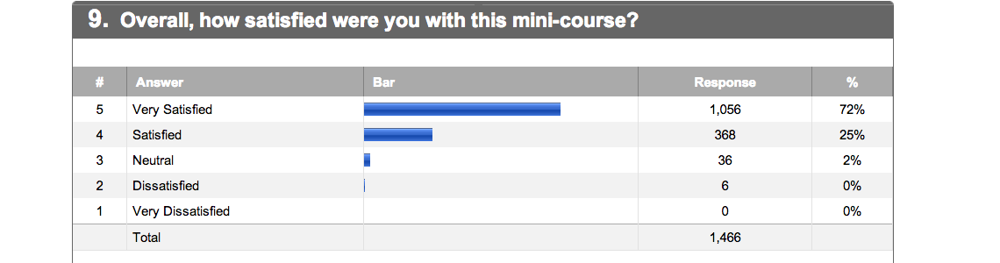 9. Overall, how satisfied were you with this mini-course?
# Answer Bar Response %
5 Very Satisfied 1,056 72%
4 Satisfied 368 25%
3 Neutral 36 2%
2 Dissatisfied 6 0%
1 Very Dissatisfied 0 0%
Total 1,466